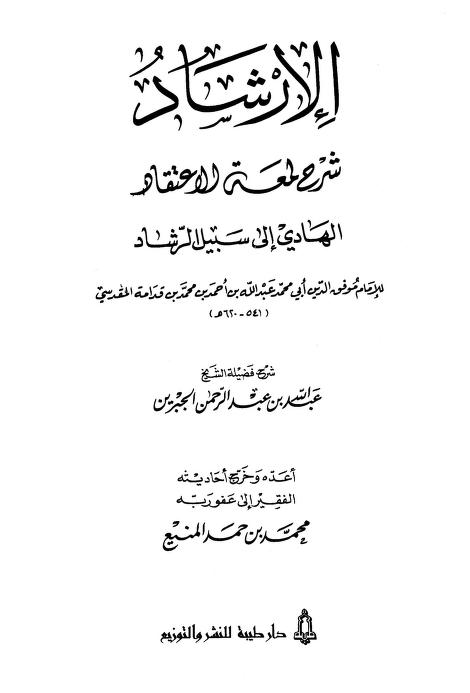 الإرشاد
شرح لمعة الاعتقاد
الهادي إلى سبيل الرشاد
للإمام موفق الدين أبي محمد عبد الله بن أحمد بن محمد بن قدامة المقدسي
(٥٤١ - ٦٢٠هـ)
شرح فضيلة الشيخ
عبد الله بن عبد الرحمن الجبرين
أعده وخرج أحاديثه
الفقير إلى عفو ربه
محمد بن حمد المنيع
دار طيبة للنشر والتوزيع